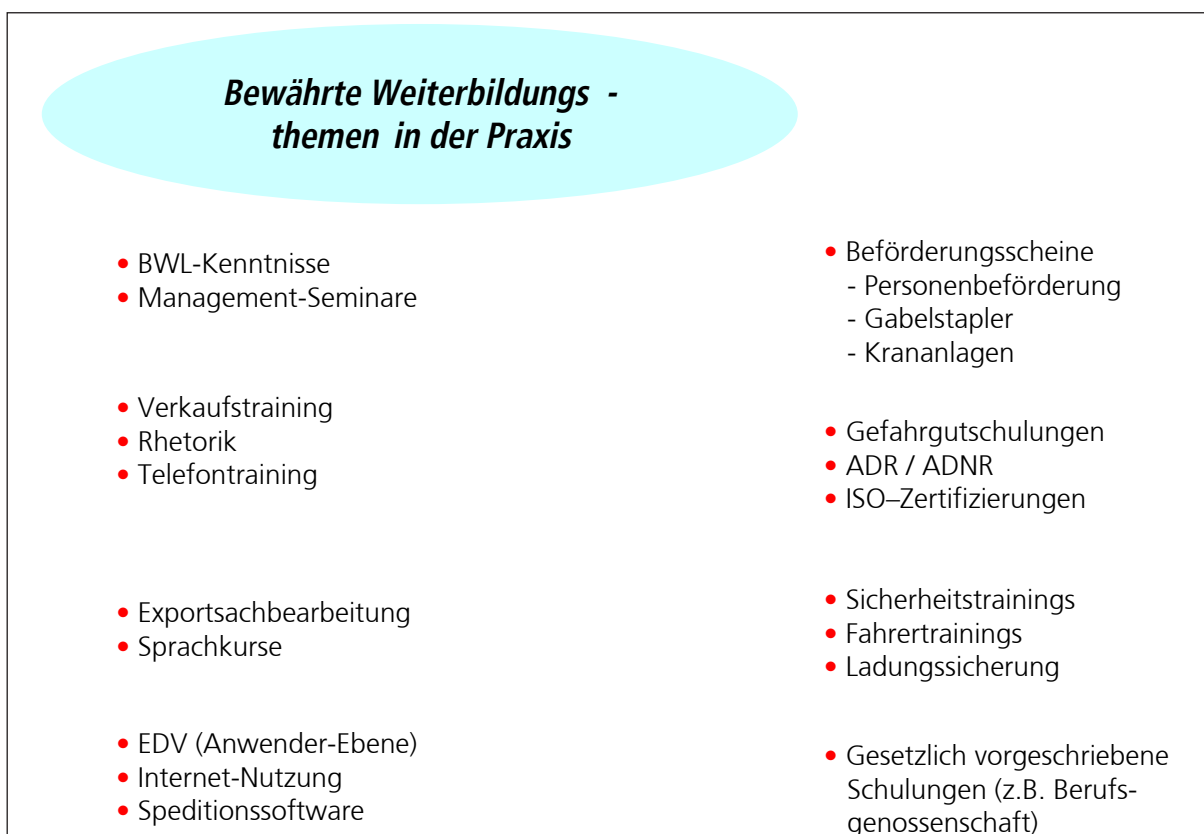 Bewährte Weiterbildungs -
themen in der Praxis
• BWL-Kenntnisse
• Management-Seminare
• Verkaufstraining
• Rhetorik
• Telefontraining
• Exportsachbearbeitung
• Sprachkurse
• EDV (Anwender-Ebene)
• Internet-Nutzung
• Speditionssoftware
• Beförderungsscheine
- Personenbeförderung
- Gabelstapler
- Krananlagen
• Gefahrgutschulungen
• ADR / ADNR
• ISO–Zertifizierungen
• Sicherheitstrainings
• Fahrertrainings
• Ladungssicherung
• Gesetzlich vorgeschriebene
Schulungen (z.B. Berufs-
genossenschaft)